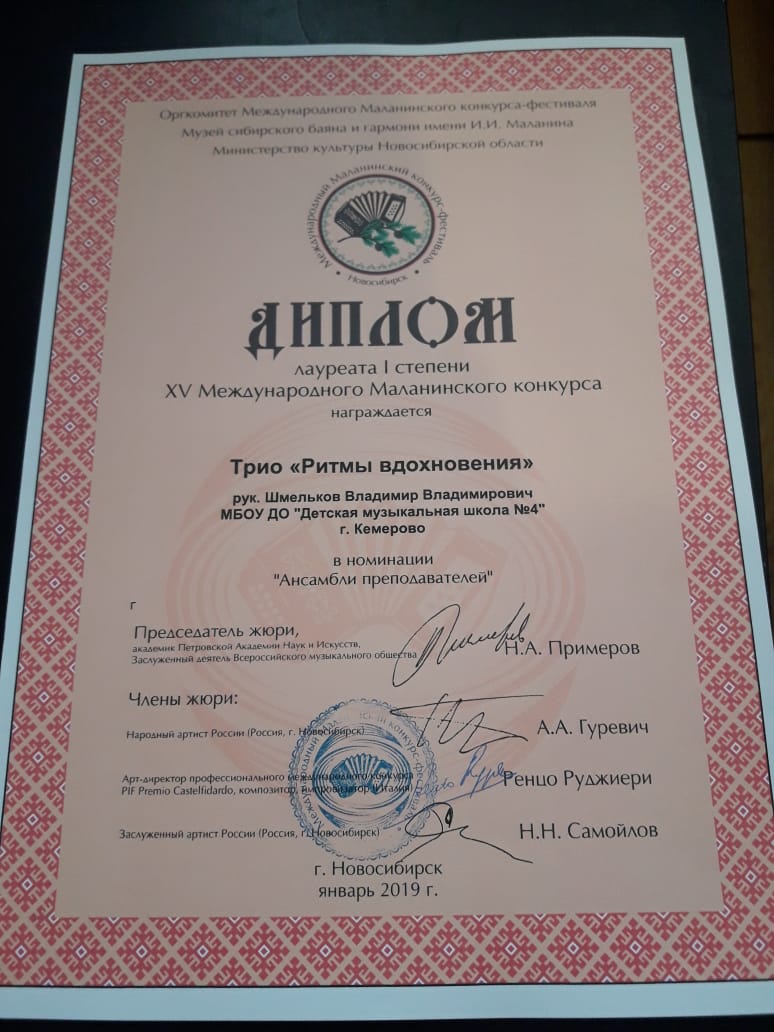 Оргкомитет Международного Маланинского конкурса-фестиваля
Музей сибирского баяна и гармони имени И.И. Маланина
Министерство культуры Новосибирской области
Международный Маланинский конкурс-фестиваль
• Новосибирск •
ДИПЛОМ
лауреата I степени
XV Международного Маланинского конкурса
награждается
Трио «Ритмы вдохновения»
рук. Шмельков Владимир Владимирович
МБОУ ДО "Детская музыкальная школа №4"
г. Кемерово
в номинации
"Ансамбли преподавателей"
г
Председатель жюри,
академик Петровской Академии Наук и Искусств,
Заслуженный деятель Всероссийского музыкального общества
Н.А. Примеров
Члены жюри:
Народный артист России (Россия, г. Новосибирск)
А.А. Гуревич
Арт-директор профессионального международного конкурса
PIF Premio Castelfidardo, композитор, импровизатор (Италия)
Ренцо Руджиери
Заслуженный артист России (Россия, г. Новосибирск)
Н.Н. Самойлов
г. Новосибирск
январь 2019 г.